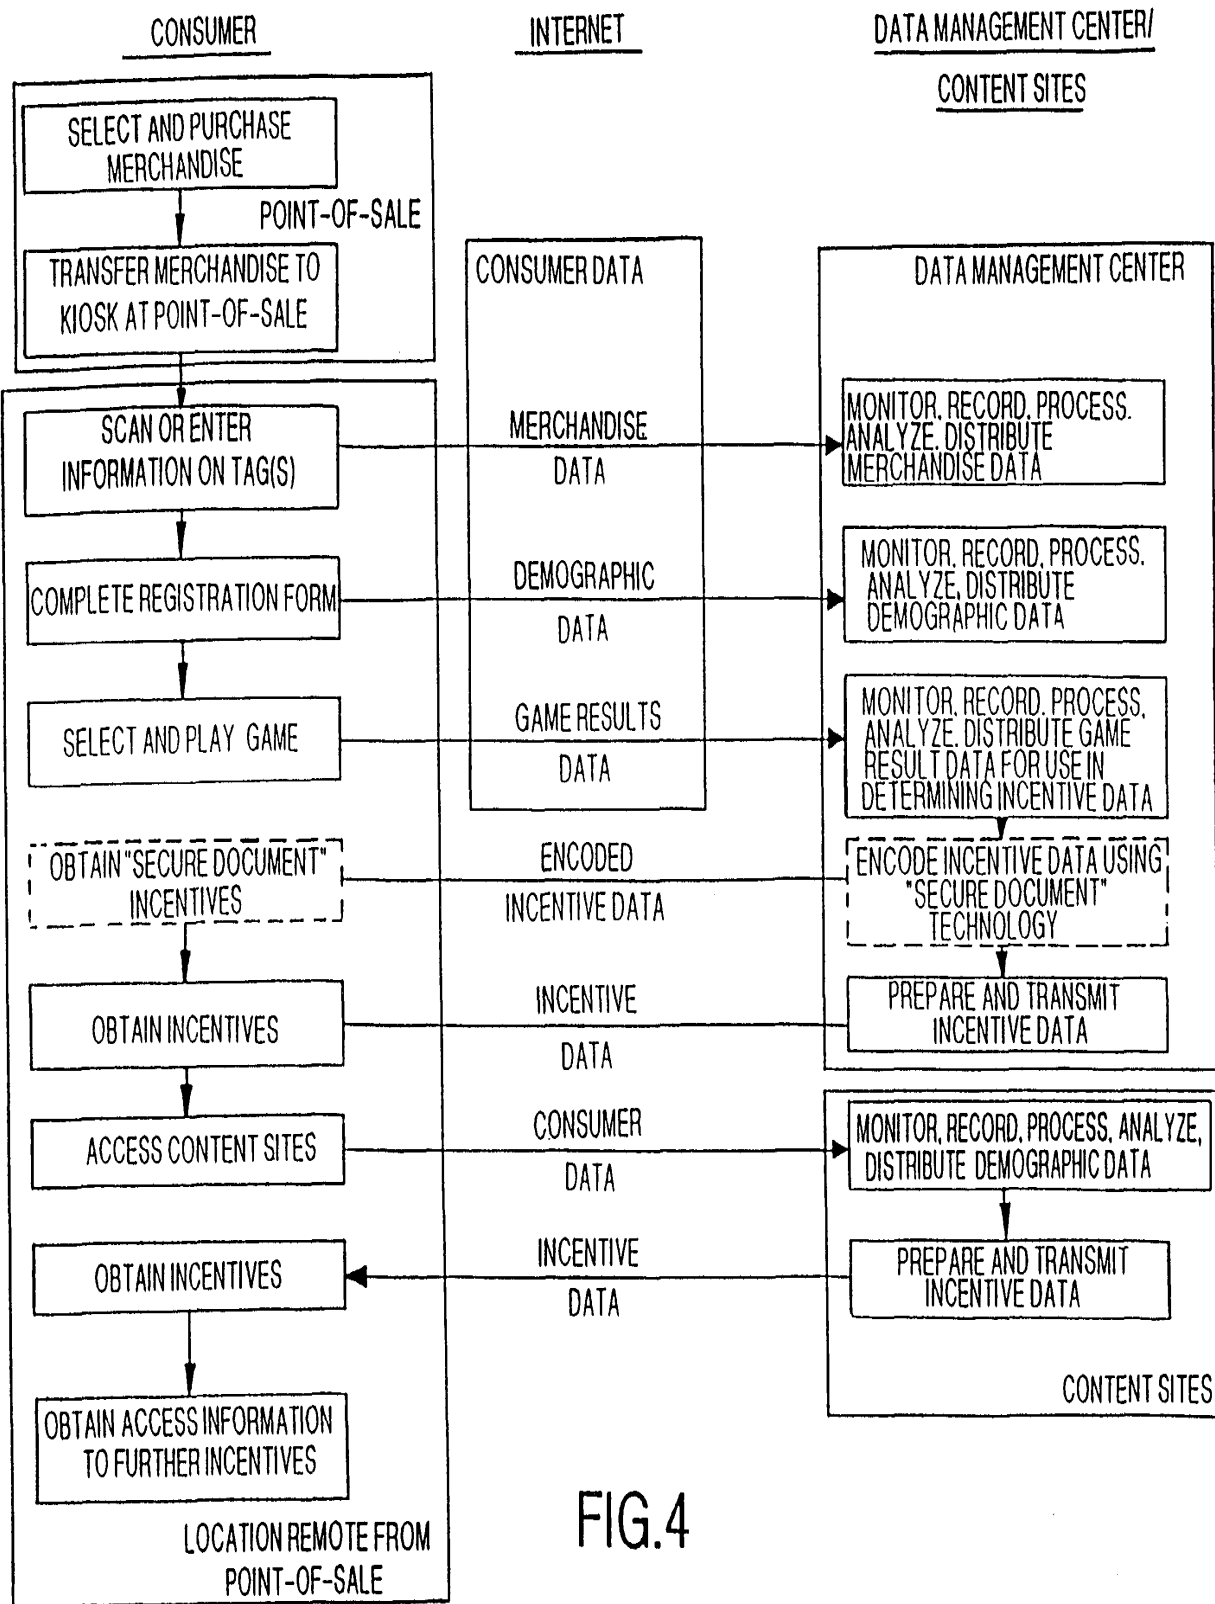 CONSUMER
INTERNET
DATA MANAGEMENT CENTER/
CONTENT SITES
SELECT AND PURCHASE
MERCHANDISE
POINT-OF-SALE
TRANSFER MERCHANDISE TO
KIOSK AT POINT-OF-SALE
CONSUMER DATA
DATA MANAGEMENT CENTER
SCAN OR ENTER
INFORMATION ON TAG(S)
MERCHANDISE
DATA
MONITOR, RECORD, PROCESS.
ANALYZE, DISTRIBUTE
MERCHANDISE DATA
COMPLETE REGISTRATION FORM
DEMOGRAPHIC
DATA
MONITOR, RECORD, PROCESS.
ANALYZE, DISTRIBUTE
DEMOGRAPHIC DATA
SELECT AND PLAY GAME
GAME RESULTS
DATA
MONITOR, RECORD, PROCESS,
ANALYZE, DISTRIBUTE GAME
RESULT DATA FOR USE IN
DETERMINING INCENTIVE DATA
OBTAIN "SECURE DOCUMENT"
INCENTIVES
ENCODED
INCENTIVE DATA
ENCODE INCENTIVE DATA USING
"SECURE DOCUMENT"
TECHNOLOGY
OBTAIN INCENTIVES
INCENTIVE
DATA
PREPARE AND TRANSMIT
INCENTIVE DATA
ACCESS CONTENT SITES
CONSUMER
DATA
MONITOR, RECORD, PROCESS, ANALYZE,
DISTRIBUTE DEMOGRAPHIC DATA
OBTAIN INCENTIVES
INCENTIVE
DATA
PREPARE AND TRANSMIT
INCENTIVE DATA
CONTENT SITES
OBTAIN ACCESS INFORMATION
TO FURTHER INCENTIVES
LOCATION REMOTE FROM
POINT-OF-SALE
FIG.4